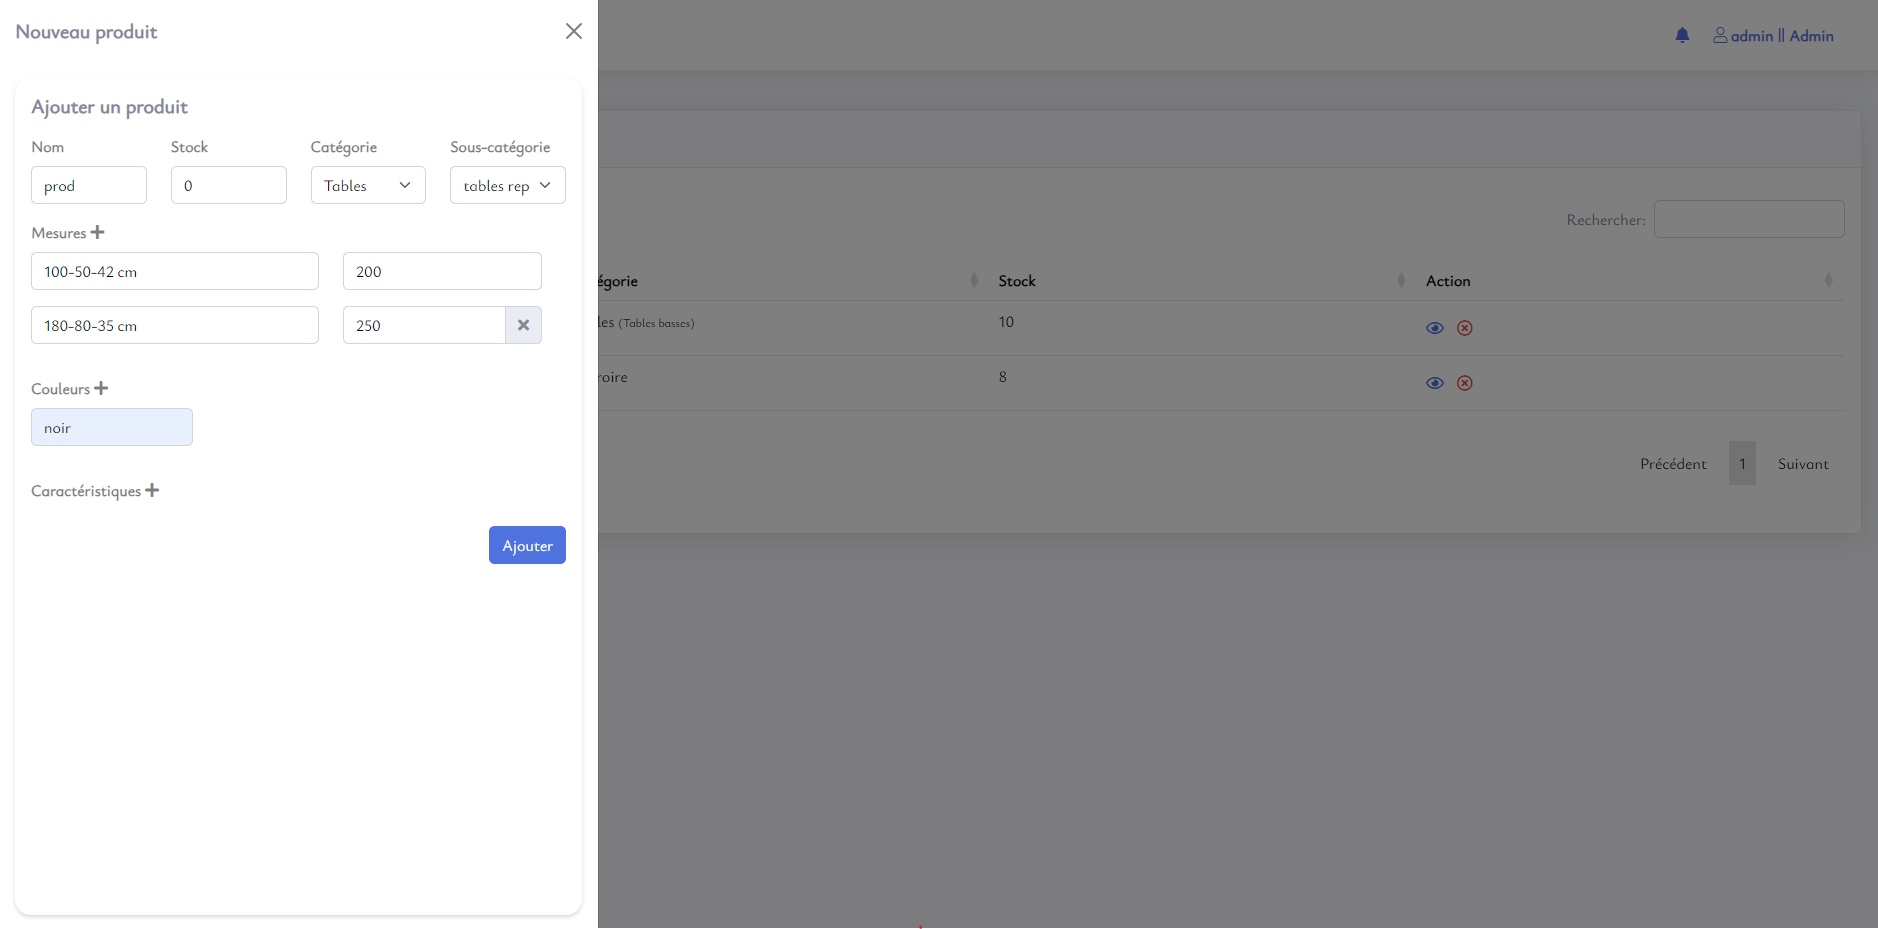 Nouveau produit
admin || Admin
Ajouter un produit
Nom Stock Catégorie Sous-catégorie
prod 0 Tables tables rep
Rechercher:
Mesures
100-50-42 cm 200
180-80-35 cm 250
égorie Stock Action
les (Tables basses) 10
roire 8
Couleurs
noir
Précédent 1 Suivant
Caractéristiques
Ajouter